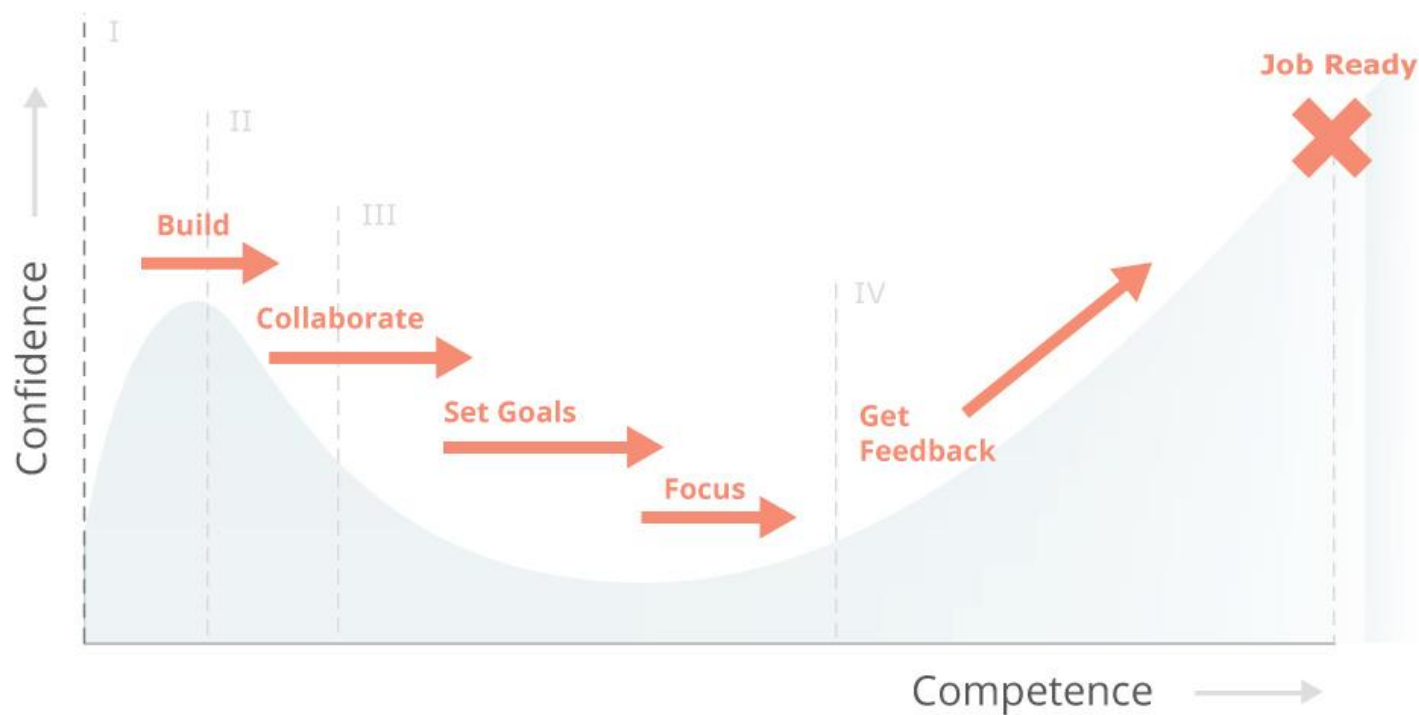 I
Job Ready
II
III
Build
IV
Collaborate
Set Goals
Get
Feedback
Focus
Confidence
Competence